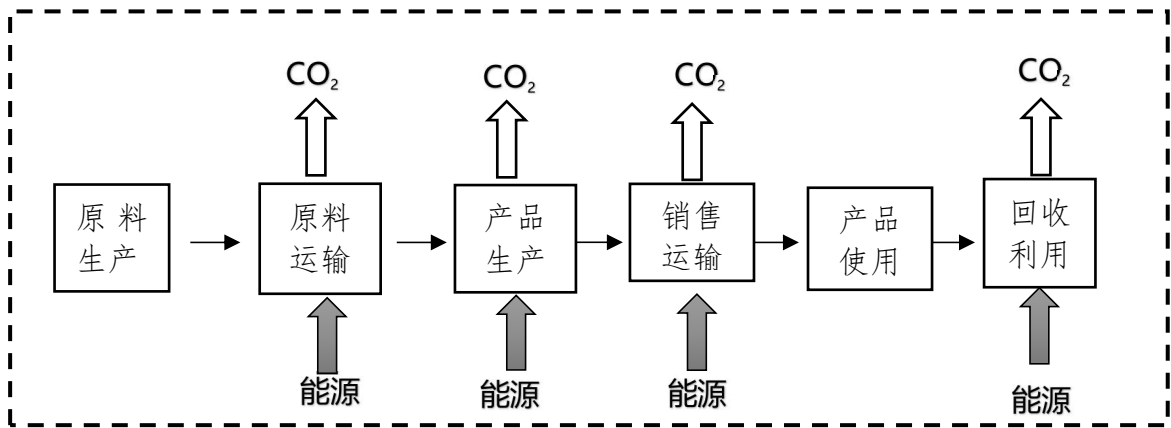 CO₂ CO₂ CO₂ CO₂
原 料
生产
原料
运输
产品
生产
销售
运输
产品
使用
回收
利用
能源 能源 能源 能源